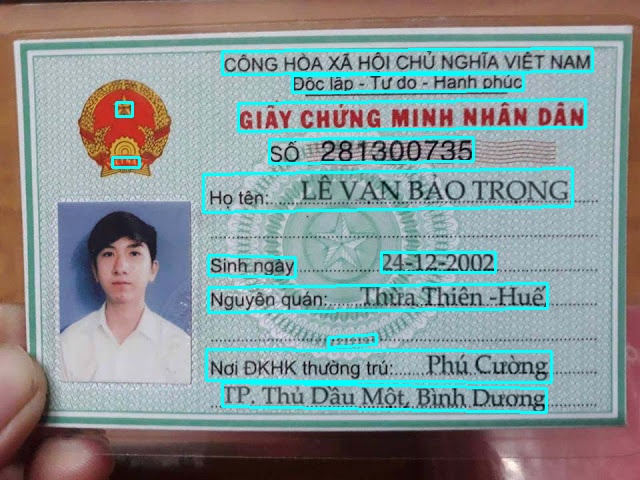 CỘNG HÒA XÃ HỘI CHỦ NGHĨA VIỆT NAM
Độc lập - Tự do - Hạnh phúc
GIẤY CHỨNG MINH NHÂN DÂN
SỐ 281300735
Họ tên: LÊ VĂN BẢO TRỌNG
Sinh ngày 24-12-2002
Nguyên quán: Thừa Thiên -Huế
Nơi ĐKHK thường trú: Phú Cường
TP. Thủ Dầu Một, Bình Dương